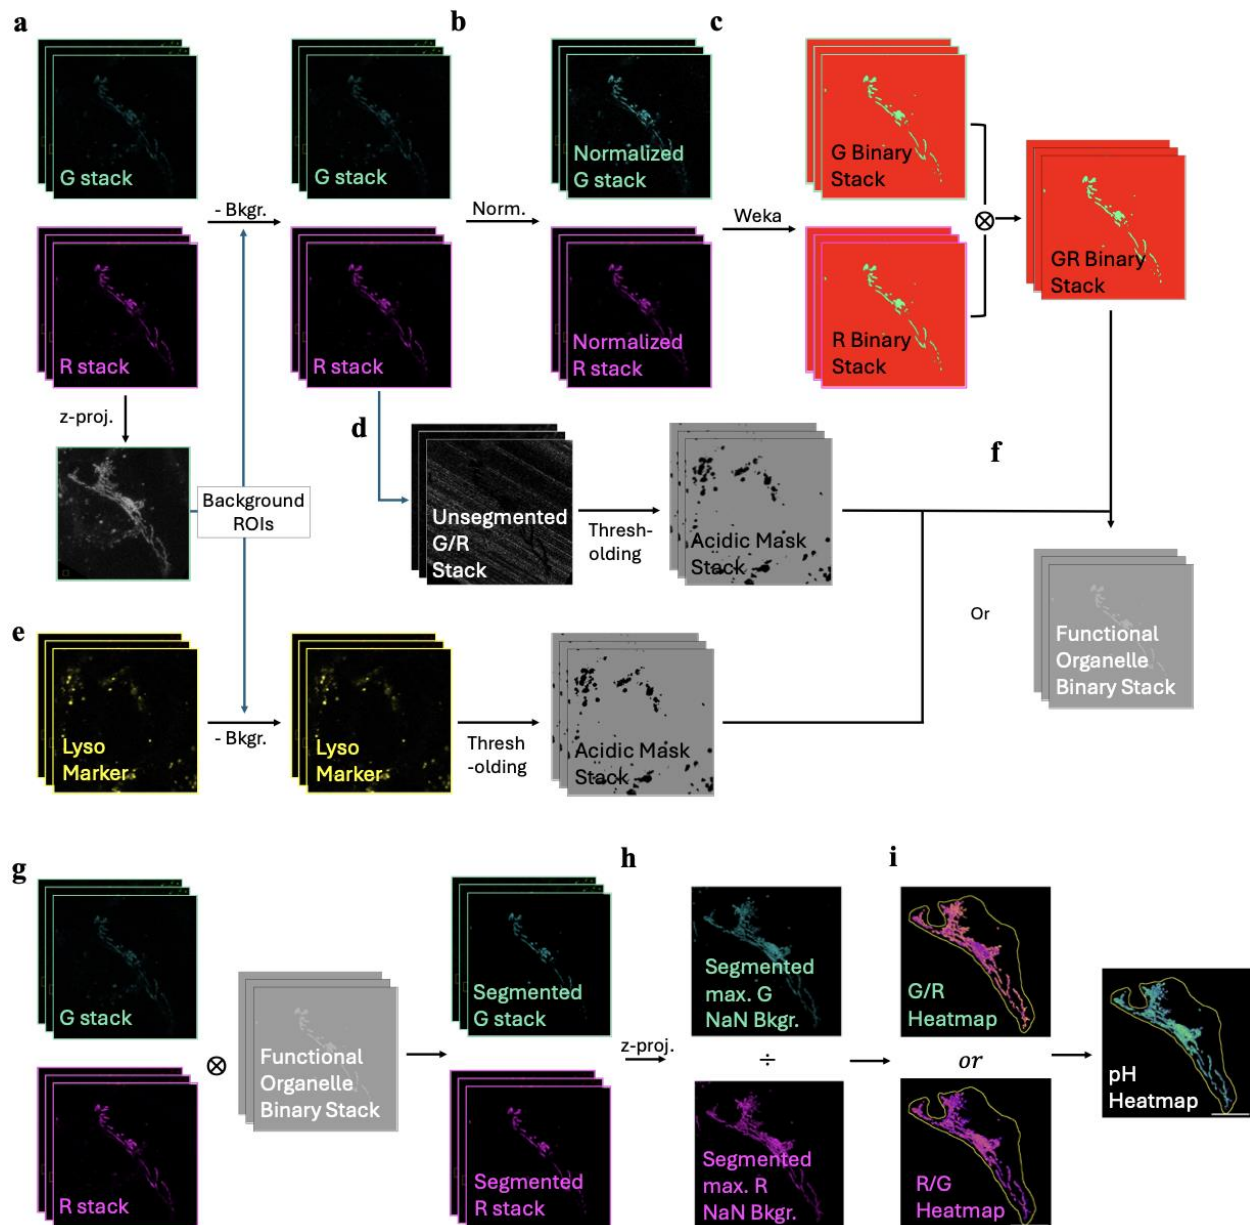 a
b
c
G stack
G stack
Normalized
G stack
G Binary
Stack
- Bkgr.
Norm.
Weka
⊗
GR Binary
Stack
R stack
R stack
Normalized
R stack
R Binary
Stack
z-proj.
d
f
Background
ROIs
Unsegmented
G/R
Stack
Thresh-
olding
Acidic Mask
Stack
Or
Functional
Organelle
Binary Stack
e
Lyso
Marker
- Bkgr.
Lyso
Marker
Thresh
-olding
Acidic Mask
Stack
g
h
i
G stack
Segmented
G stack
Segmented
max. G
NaN Bkgr.
G/R
Heatmap
⊗
Functional
Organelle
Binary Stack
z-proj.
÷
or
pH
Heatmap
R stack
Segmented
R stack
Segmented
max. R
NaN Bkgr.
R/G
Heatmap